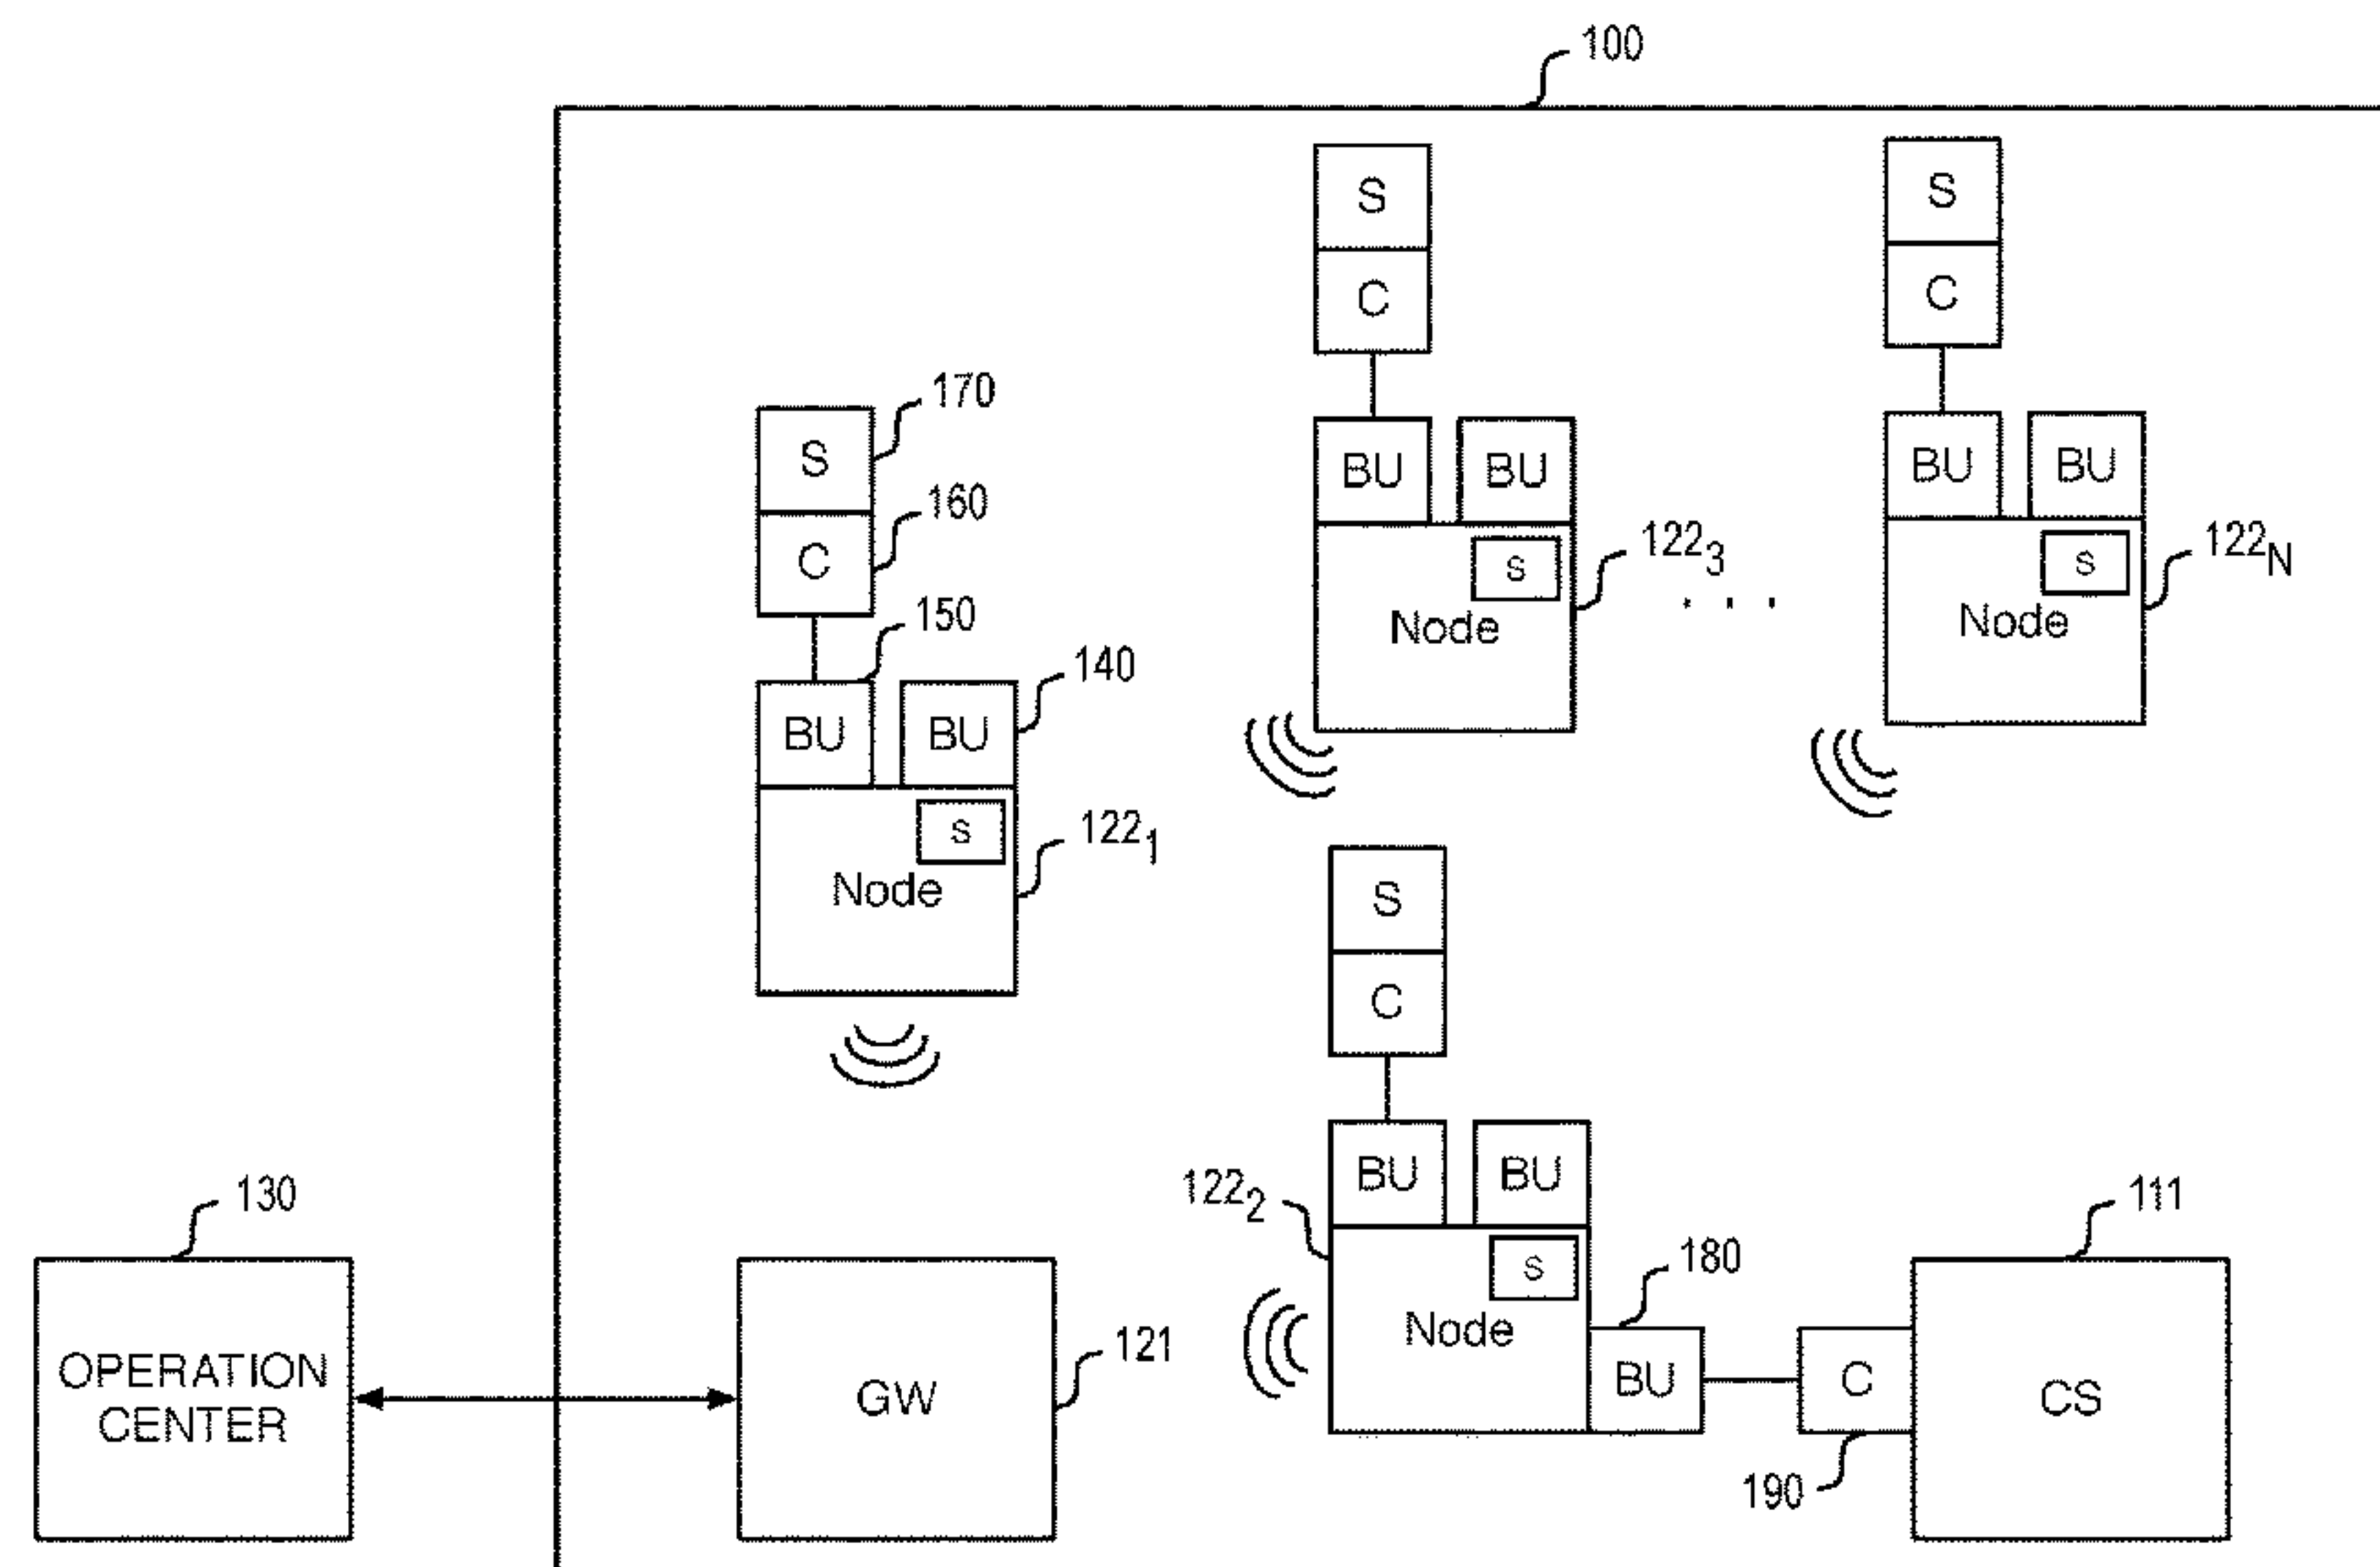 100
S
C
S
C
170
S
160
C
150
BU
BU
BU
BU
140
BU
BU
S
Node
122₃
. . .
S
Node
122N
S
Node
122₁
S
C
BU
BU
122₂
S
Node
180
BU
130
OPERATION
CENTER
GW
121
C
190
111
CS